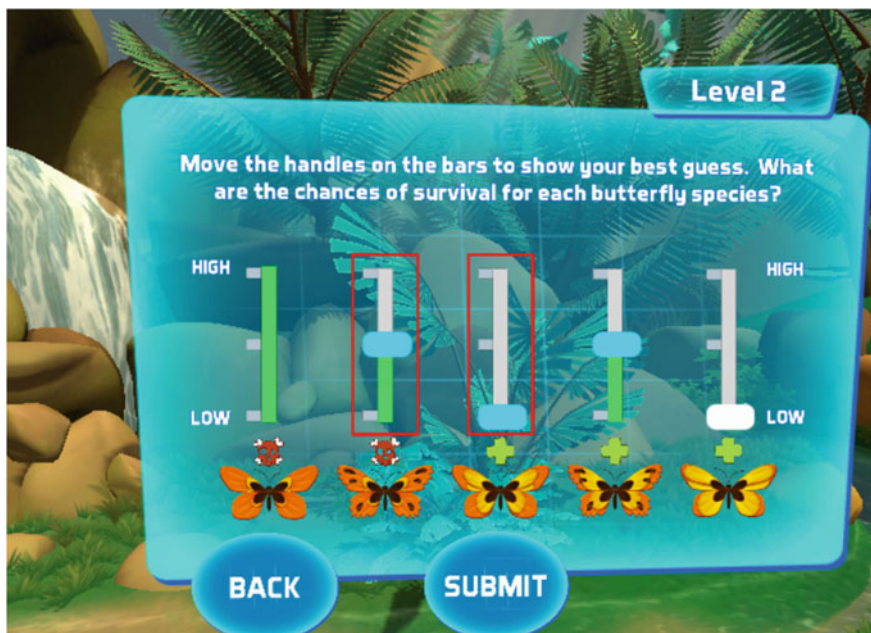 Level 2
Move the handles on the bars to show your best guess. What
are the chances of survival for each butterfly species?
HIGH HIGH
LOW LOW
BACK SUBMIT